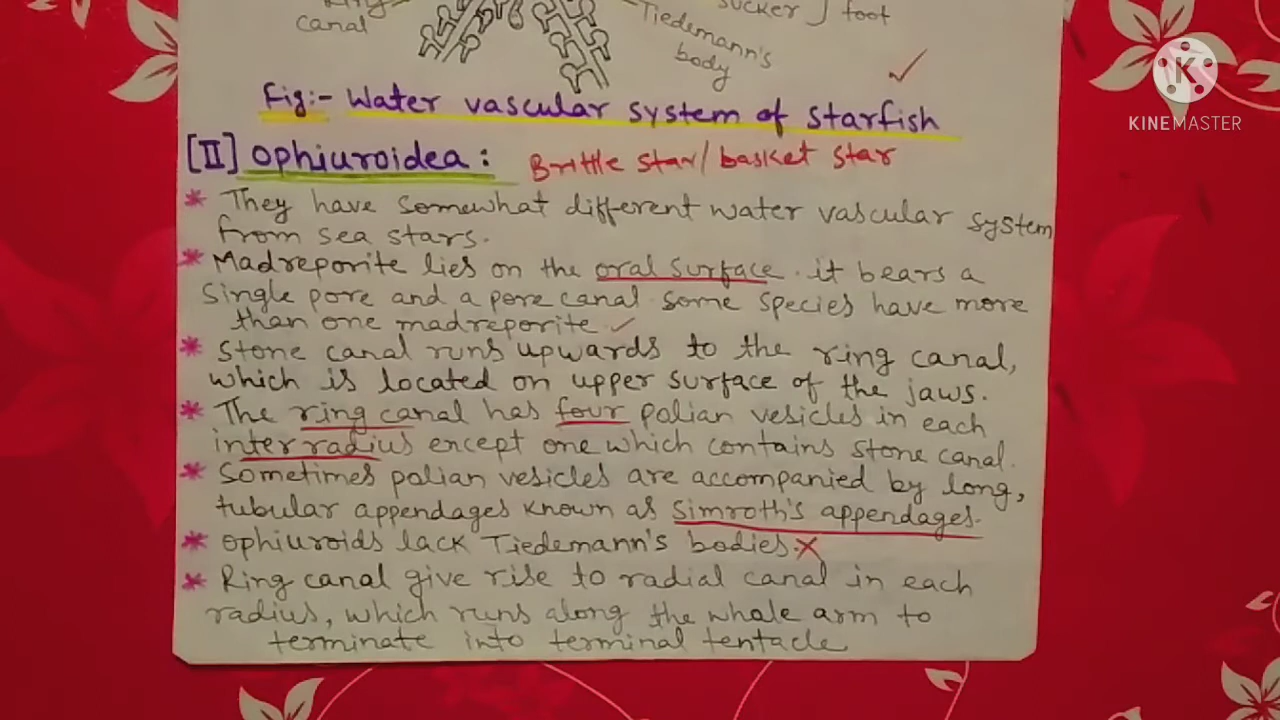 Ring
canal
Tiedemann's
body
sucker } foot
KINEMASTER
Fig:- Water vascular system of starfish
[II] Ophiuroidea: Brittle star/basket star
* They have somewhat different water vascular system
from sea stars.
* Madreporite lies on the oral surface. it bears a
single pore and a pore canal. some species have more
than one madreporite.
* Stone canal runs upwards to the ring canal,
which is located on upper surface of the jaws.
* The ring canal has four polian vesicles in each
interradius except one which contains stone canal.
* Sometimes polian vesicles are accompanied by long,
tubular appendages known as Simroth's appendages.
* Ophiuroids lack Tiedemann's bodies.
* Ring canal give rise to radial canal in each
radius, which runs along the whole arm to
terminate into terminal tentacle